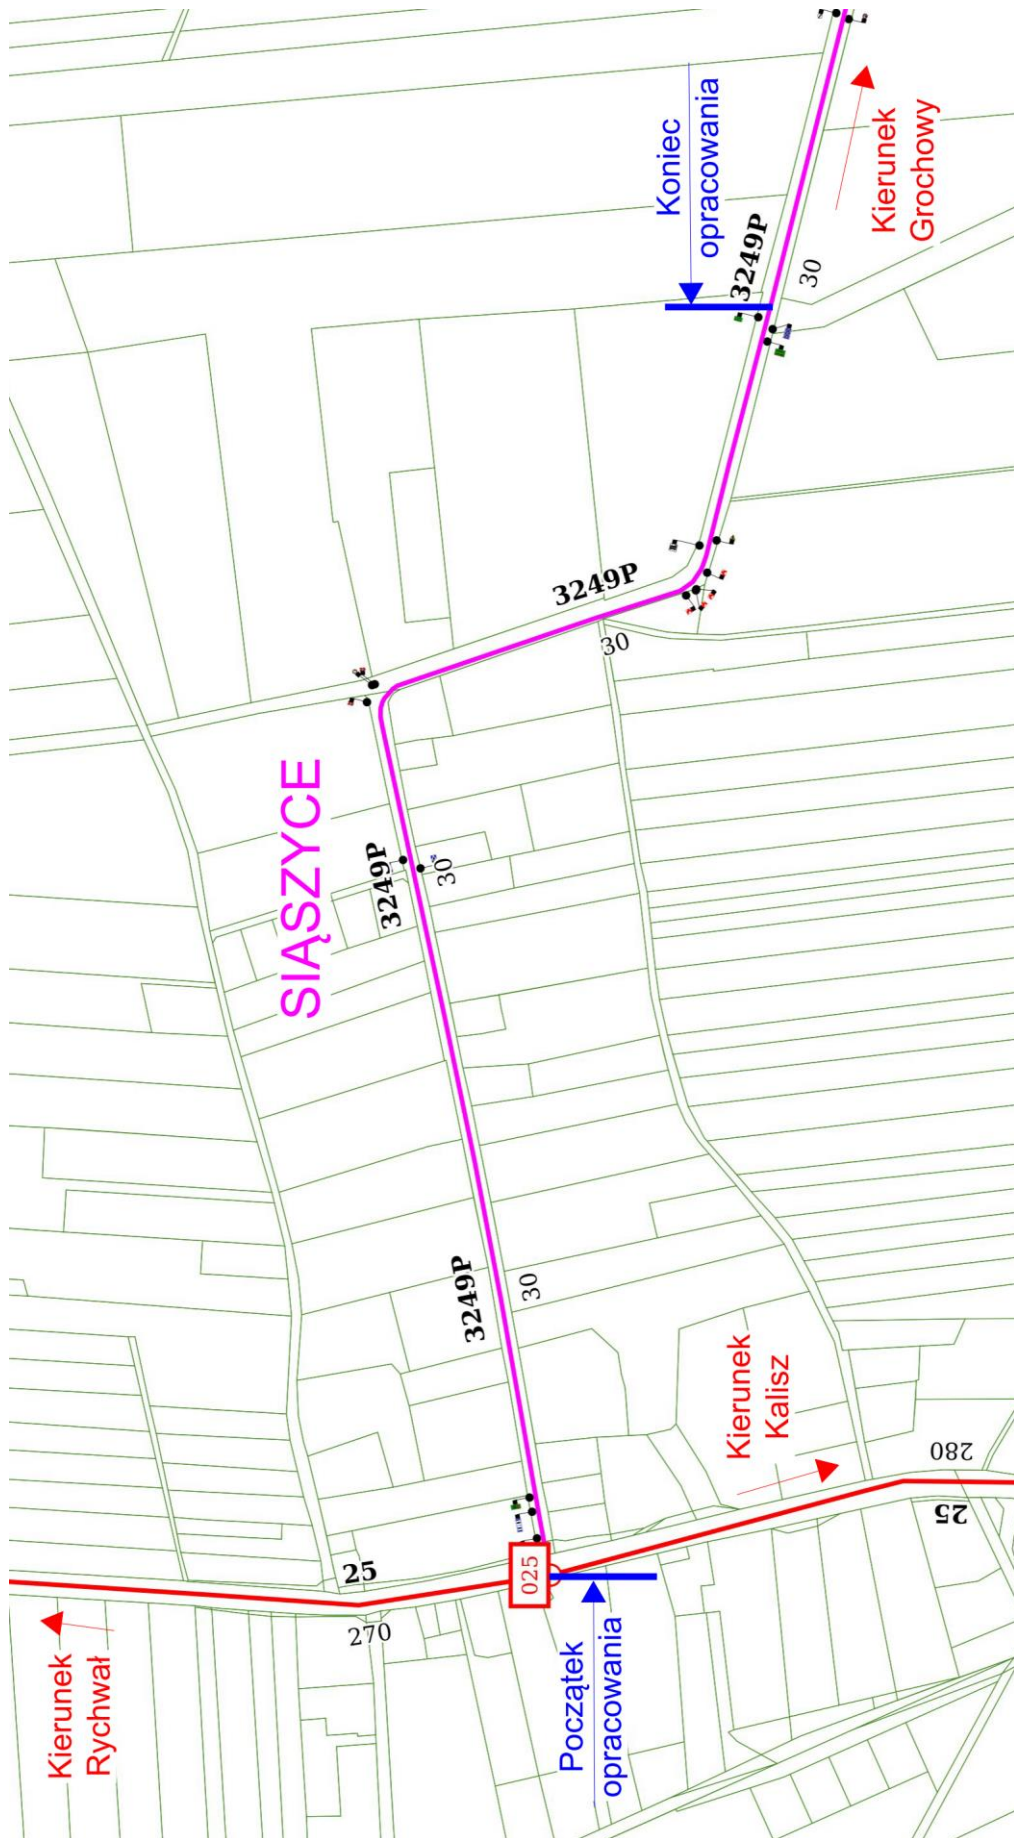 Koniec
opracowania
Kierunek
Grochowy
3249P
30
3249P
30
SIĄSZYCE
3249P
30
3249P
30
Kierunek
Kalisz
280
25
25
025
270
Kierunek
Rychwał
Początek
opracowania